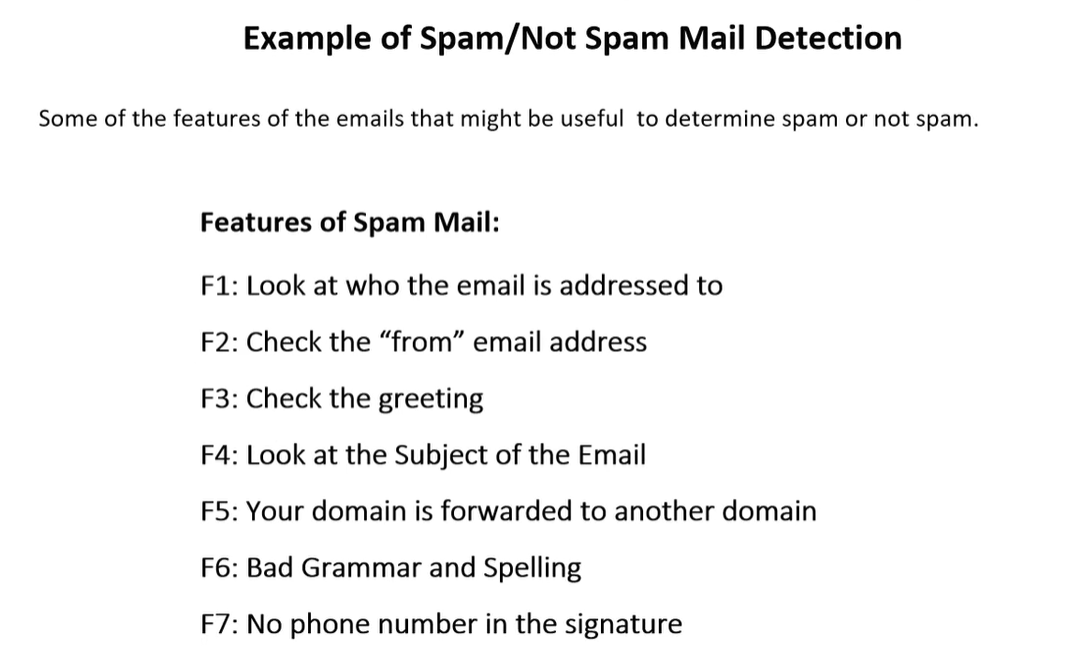 Example of Spam/Not Spam Mail Detection
Some of the features of the emails that might be useful  to determine spam or not spam.
Features of Spam Mail:
F1: Look at who the email is addressed to
F2: Check the “from” email address
F3: Check the greeting
F4: Look at the Subject of the Email
F5: Your domain is forwarded to another domain
F6: Bad Grammar and Spelling
F7: No phone number in the signature